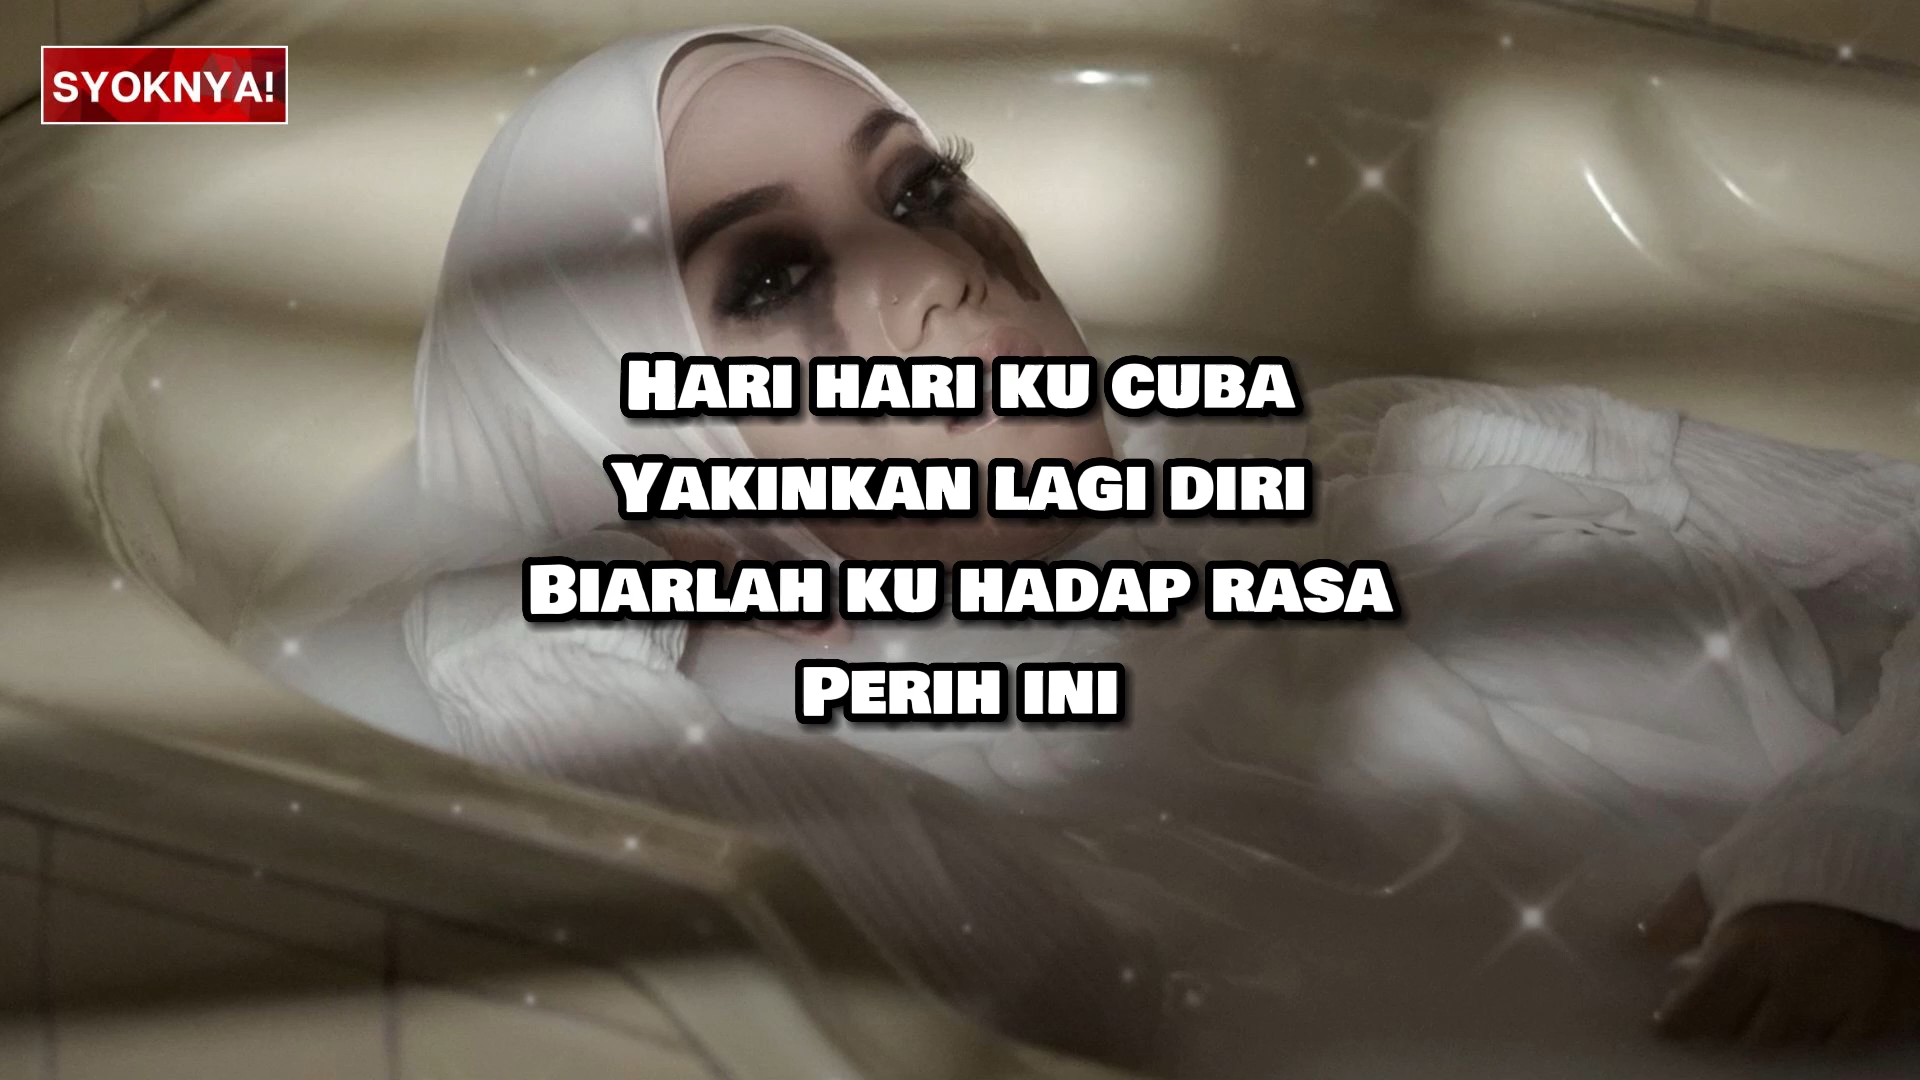 SYOKNYA!
Hari hari ku cuba
Yakinkan lagi diri
Biarlah ku hadap rasa
Perih ini